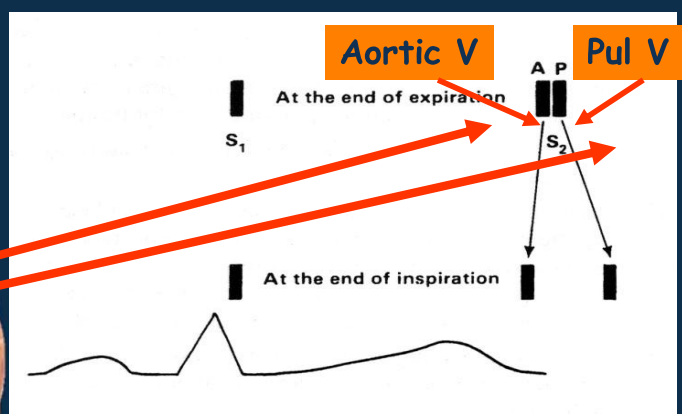 Aortic V
Pul V
A P
At the end of expiration
S₁
S₂
At the end of inspiration